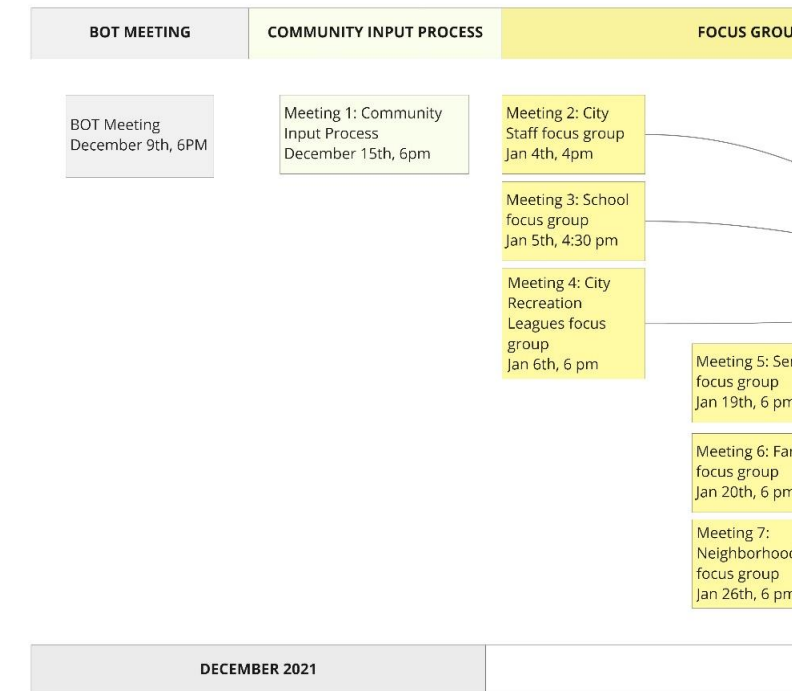 BOT MEETING
COMMUNITY INPUT PROCESS
FOCUS GROU
BOT Meeting
December 9th, 6PM
Meeting 1: Community
Input Process
December 15th, 6pm
Meeting 2: City
Staff focus group
Jan 4th, 4pm
Meeting 3: School
focus group
Jan 5th, 4:30 pm
Meeting 4: City
Recreation
Leagues focus
group
Jan 6th, 6 pm
Meeting 5: Se
focus group
Jan 19th, 6 pm
Meeting 6: Fa
focus group
Jan 20th, 6 pm
Meeting 7:
Neighborhood
focus group
Jan 26th, 6 pm
DECEMBER 2021